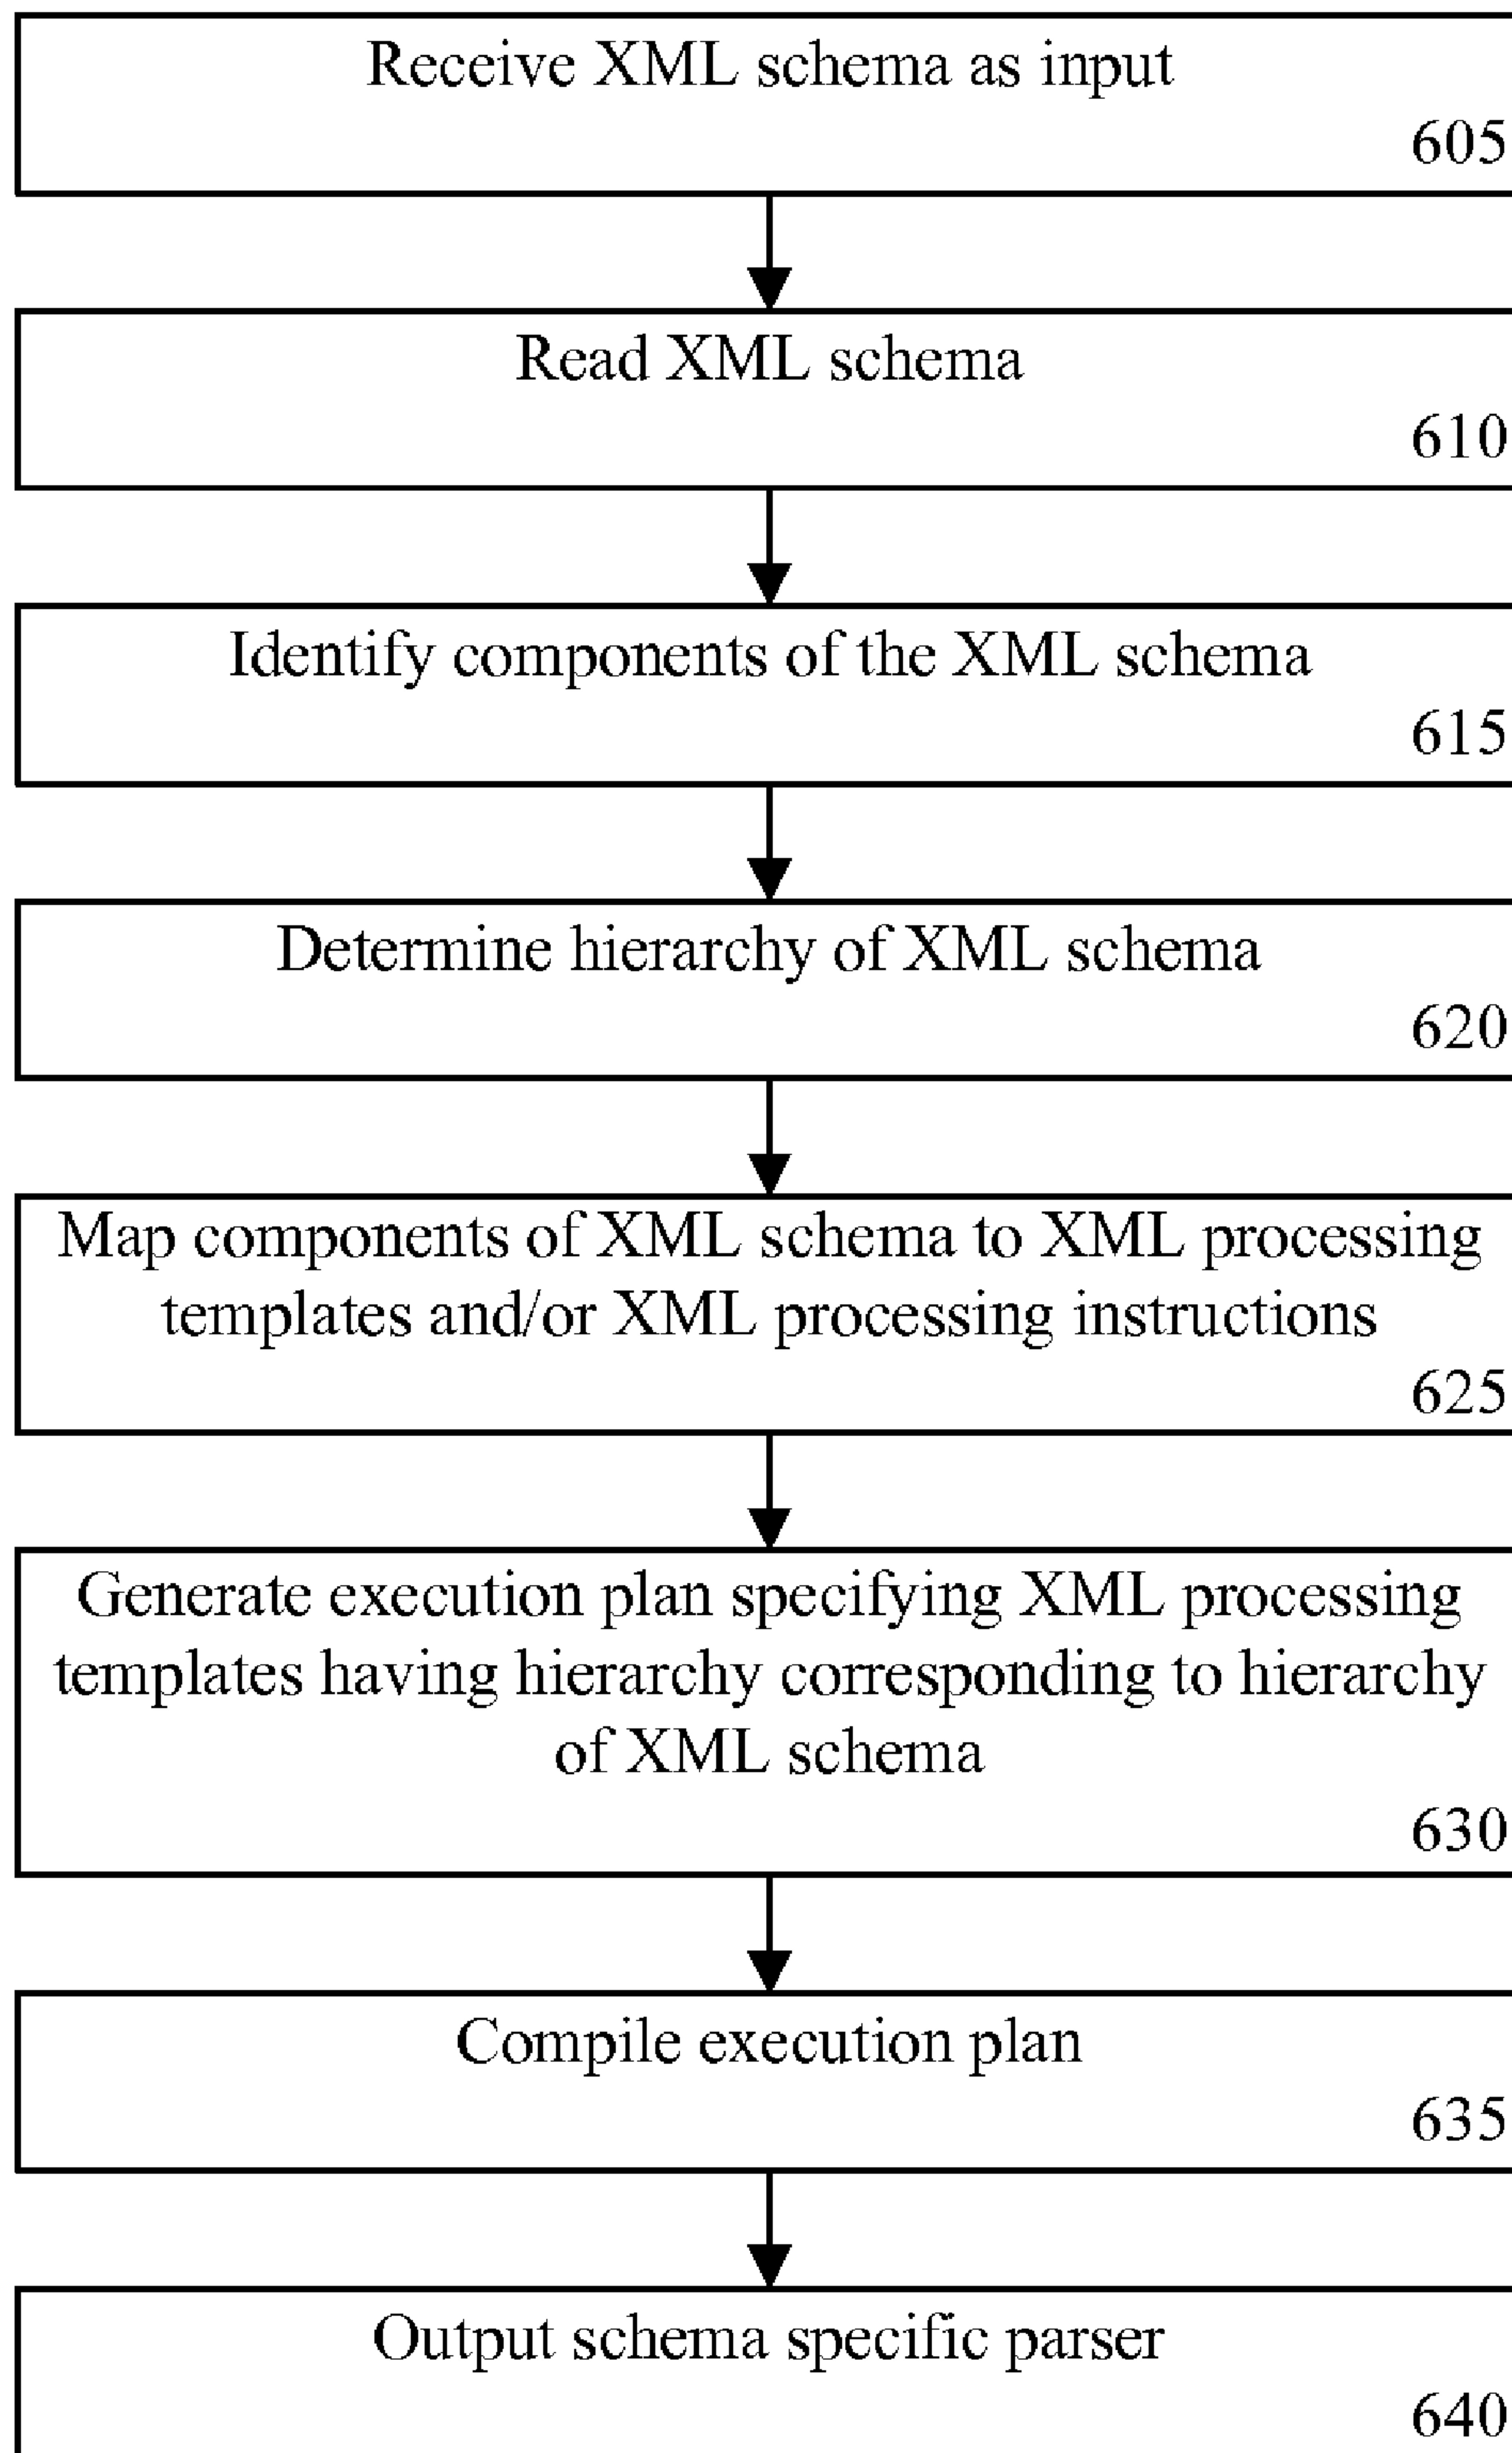 Receive XML schema as input
605
Read XML schema
610
Identify components of the XML schema
615
Determine hierarchy of XML schema
620
Map components of XML schema to XML processing
templates and/or XML processing instructions
625
Generate execution plan specifying XML processing
templates having hierarchy corresponding to hierarchy
of XML schema
630
Compile execution plan
635
Output schema specific parser
640